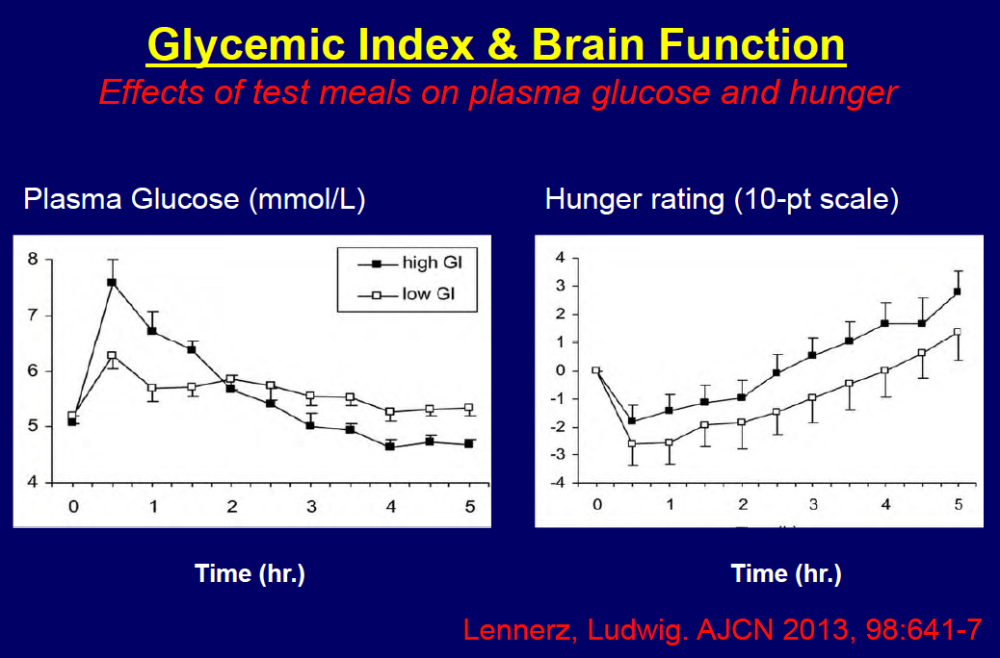 Glycemic Index & Brain Function
Effects of test meals on plasma glucose and hunger
Plasma Glucose (mmol/L)
Hunger rating (10-pt scale)
8
7
6
5
4
high GI
low GI
0 1 2 3 4 5
4
3
2
1
0
-1
-2
-3
-4
0 1 2 3 4 5
Time (hr.)
Time (hr.)
Lennerz, Ludwig. AJCN 2013, 98:641-7